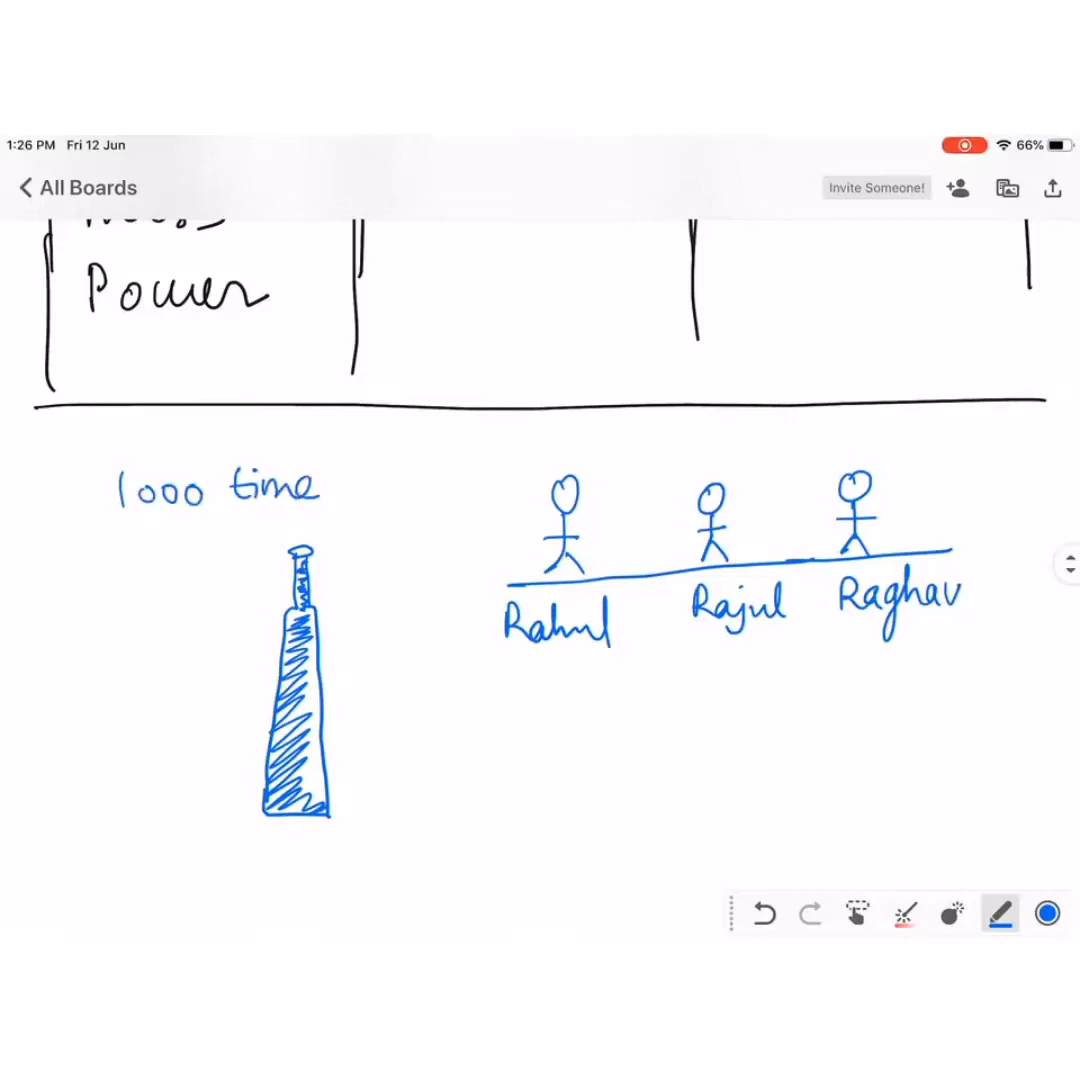 1:26 PM Fri 12 Jun
66%
All Boards
Invite Someone!
Power
1000 time
Rahul
Rajul
Raghav